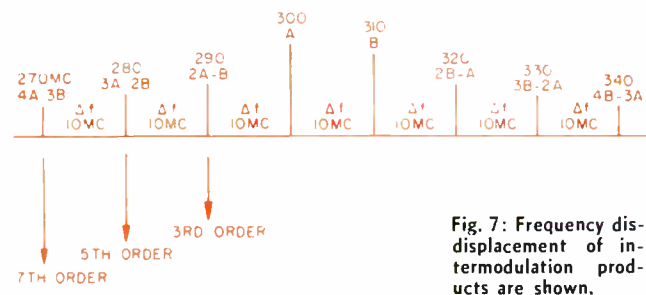 300
A
310
B
290
2A-B
320
2B-A
280
3A 2B
330
3B-2A
270MC
4A 3B
340
4B-3A
Δf Δf Δf Δf Δf Δf Δf
10MC 10MC 10MC 10MC 10MC 10MC 10MC
3RD ORDER
5TH ORDER
7TH ORDER
Fig. 7: Frequency dis-
displacement of in-
termodulation prod-
ucts are shown.